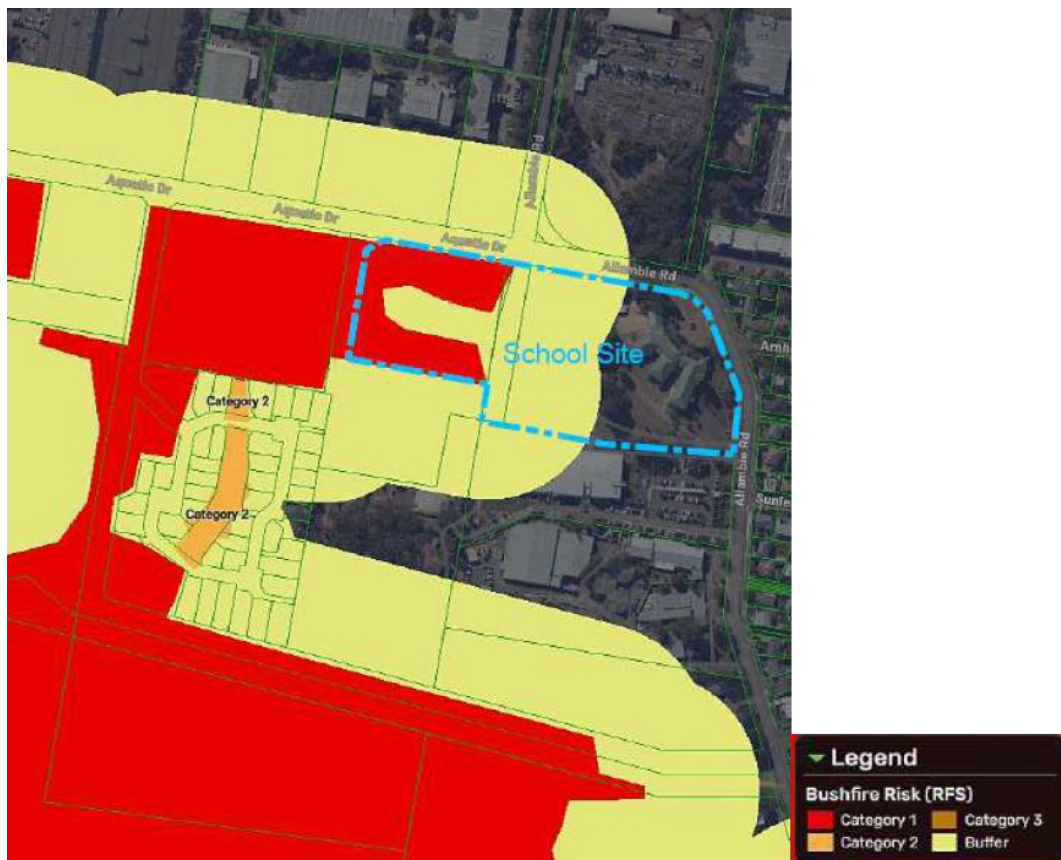 Allambie Rd
Aquatic Dr
Aquatic Dr
Aquatic Dr
Allambie Rd
School Site
Category 2
Allambie Rd
Category 2
Legend
Bushfire Risk (RFS)
Category 1
Category 3
Category 2
Buffer